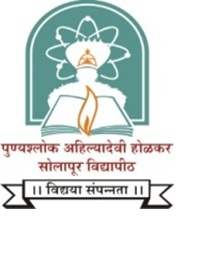 पुण्यश्लोक अहिल्यादेवी होळकर
सोलापूर विद्यापीठ
।। विद्यया संपन्नता ।।